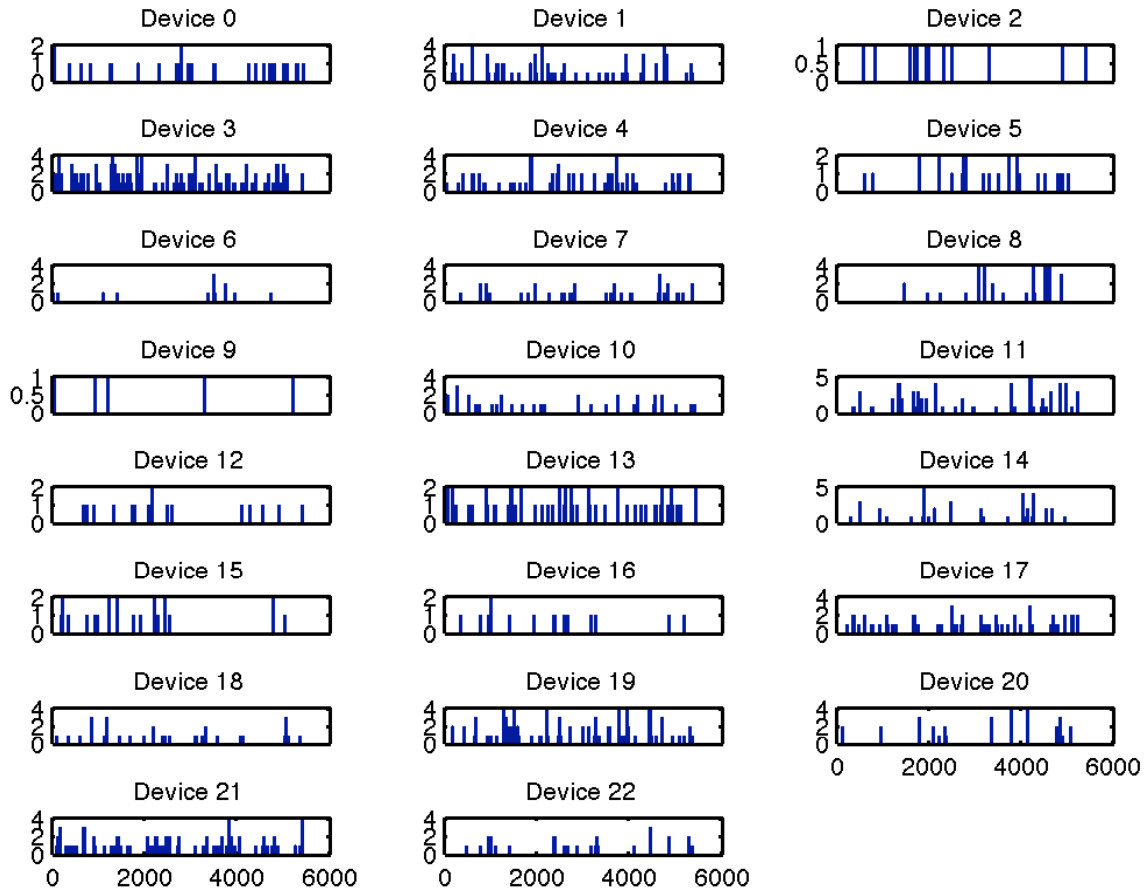 Device 0 Device 1 Device 2
2 4 1
1 2 0.5
0 0 0
Device 3 Device 4 Device 5
4 4 2
2 2 1
0 0 0
Device 6 Device 7 Device 8
4 4 4
2 2 2
0 0 0
Device 9 Device 10 Device 11
1 4 5
0.5 2
0 0 0
Device 12 Device 13 Device 14
2 2 5
1 1
0 0 0
Device 15 Device 16 Device 17
2 2 4
1 1 2
0 0 0
Device 18 Device 19 Device 20
4 4 4
2 2 2
0 0 0
0 2000 4000 6000
Device 21 Device 22
4 4
2 2
0 0
0 2000 4000 6000 0 2000 4000 6000